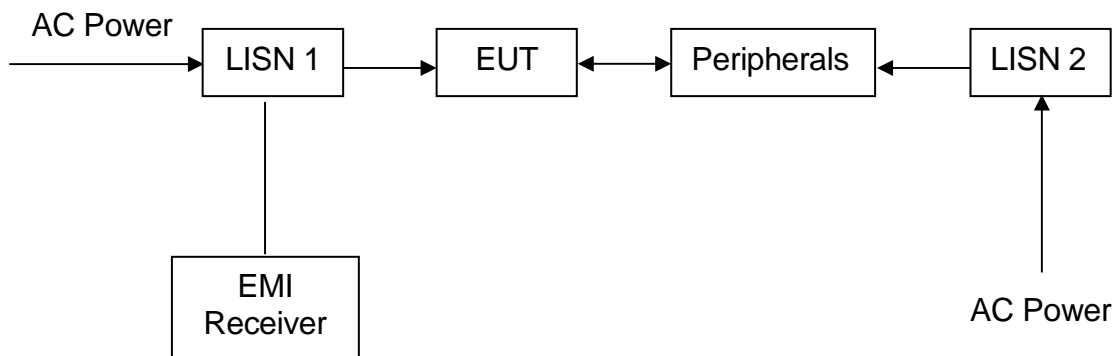 AC Power
LISN 1
EUT
Peripherals
LISN 2
EMI
Receiver
AC Power